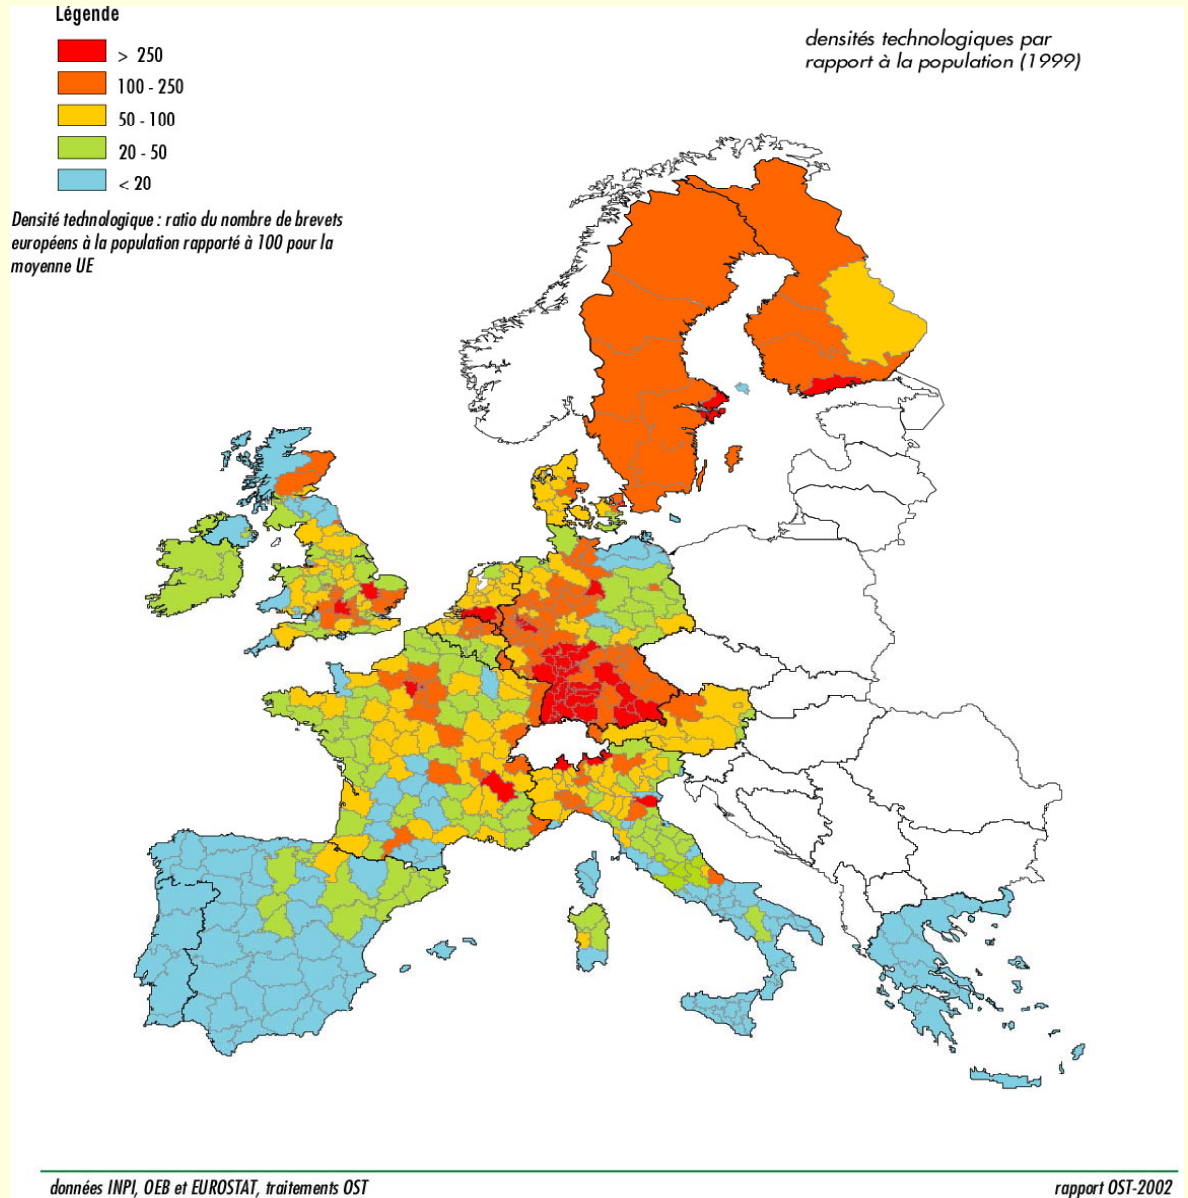 Légende
> 250
100 - 250
50 - 100
20 - 50
< 20
densités technologiques par
rapport à la population (1999)
Densité technologique : ratio du nombre de brevets
européens à la population rapporté à 100 pour la
moyenne UE
données INPI, OEB et EUROSTAT, traitements OST
rapport OST-2002